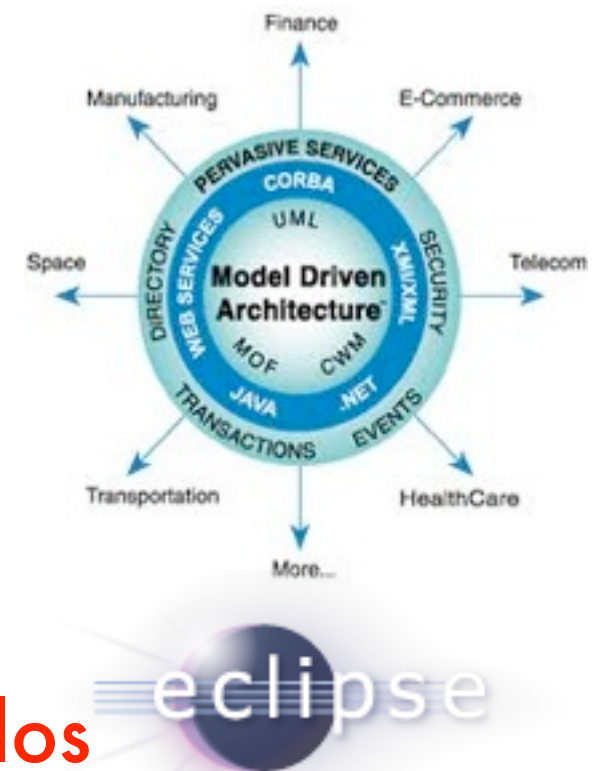 Finance
Manufacturing
E-Commerce
PERVASIVE SERVICES
CORBA
UML
DIRECTORY
WEB SERVICES
XMI/XML
SECURITY
Space
Model Driven
Architecture™
Telecom
MOF
CWM
JAVA
.NET
TRANSACTIONS
EVENTS
Transportation
HealthCare
More...
eclipse
los